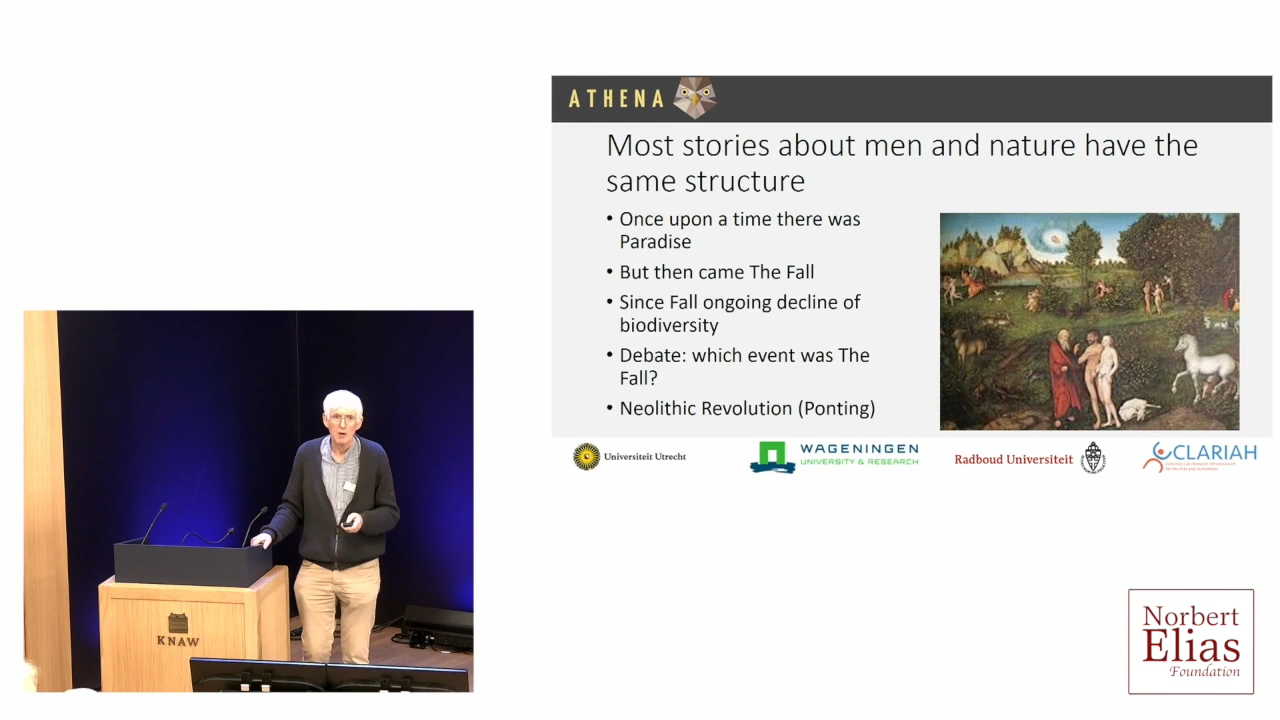 ATHENA
Most stories about men and nature have the
same structure
• Once upon a time there was
Paradise
• But then came The Fall
• Since Fall ongoing decline of
biodiversity
• Debate: which event was The
Fall?
• Neolithic Revolution (Ponting)
Universiteit Utrecht
WAGENINGEN
UNIVERSITY & RESEARCH
Radboud Universiteit
CLARIAH
KNAW
Norbert
Elias
Foundation